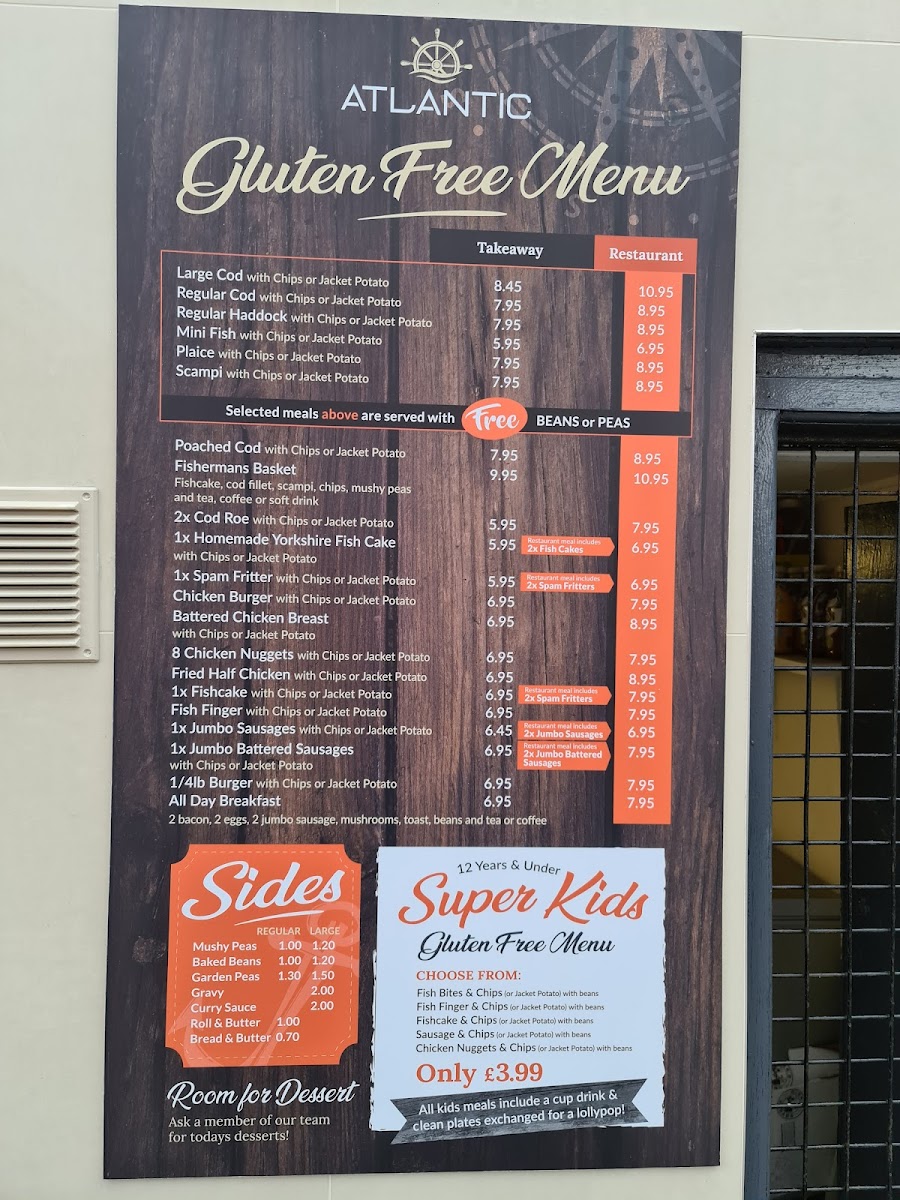 ATLANTIC
Gluten Free Menu
Takeaway Restaurant
Large Cod with Chips or Jacket Potato 8.45 10.95
Regular Cod with Chips or Jacket Potato 7.95 8.95
Regular Haddock with Chips or Jacket Potato 7.95 8.95
Mini Fish with Chips or Jacket Potato 5.95 6.95
Plaice with Chips or Jacket Potato 7.95 8.95
Scampi with Chips or Jacket Potato 7.95 8.95
Selected meals above are served with Free BEANS or PEAS
Poached Cod with Chips or Jacket Potato 7.95 8.95
Fishermans Basket 9.95 10.95
Fishcake, cod fillet, scampi, chips, mushy peas
and tea, coffee or soft drink
2x Cod Roe with Chips or Jacket Potato 5.95 7.95
1x Homemade Yorkshire Fish Cake 5.95 Restaurant meal includes 2x Fish Cakes 6.95
with Chips or Jacket Potato
1x Spam Fritter with Chips or Jacket Potato 5.95 Restaurant meal includes 2x Spam Fritters 6.95
Chicken Burger with Chips or Jacket Potato 6.95 7.95
Battered Chicken Breast 6.95 8.95
with Chips or Jacket Potato
8 Chicken Nuggets with Chips or Jacket Potato 6.95 7.95
Fried Half Chicken with Chips or Jacket Potato 6.95 8.95
1x Fishcake with Chips or Jacket Potato 6.95 Restaurant meal includes 2x Spam Fritters 7.95
Fish Finger with Chips or Jacket Potato 6.95 7.95
1x Jumbo Sausages with Chips or Jacket Potato 6.45 Restaurant meal includes 2x Jumbo Sausages 6.95
1x Jumbo Battered Sausages 6.95 Restaurant meal includes 2x Jumbo Battered Sausages 7.95
with Chips or Jacket Potato
1/4lb Burger with Chips or Jacket Potato 6.95 7.95
All Day Breakfast 6.95 7.95
2 bacon, 2 eggs, 2 jumbo sausage, mushrooms, toast, beans and tea or coffee
Sides
REGULAR LARGE
Mushy Peas 1.00 1.20
Baked Beans 1.00 1.20
Garden Peas 1.30 1.50
Gravy 2.00
Curry Sauce 2.00
Roll & Butter 1.00
Bread & Butter 0.70
Room for Dessert
Ask a member of our team
for todays desserts!
12 Years & Under
Super Kids
Gluten Free Menu
CHOOSE FROM:
Fish Bites & Chips (or Jacket Potato) with beans
Fish Finger & Chips (or Jacket Potato) with beans
Fishcake & Chips (or Jacket Potato) with beans
Sausage & Chips (or Jacket Potato) with beans
Chicken Nuggets & Chips (or Jacket Potato) with beans
Only £3.99
All kids meals include a cup drink &
clean plates exchanged for a lollypop!